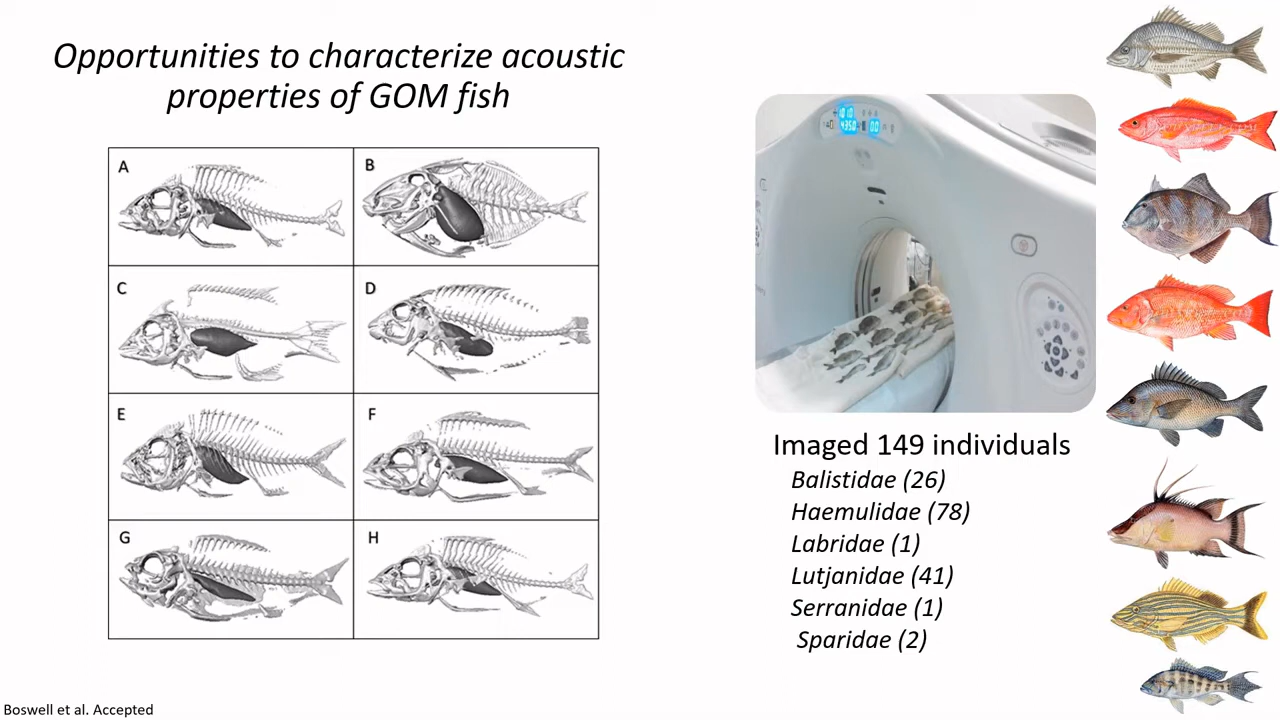 Opportunities to characterize acoustic
properties of GOM fish
A
B
C
D
E
F
G
H
Imaged 149 individuals
Balistidae (26)
Haemulidae (78)
Labridae (1)
Lutjanidae (41)
Serranidae (1)
Sparidae (2)
Boswell et al. Accepted